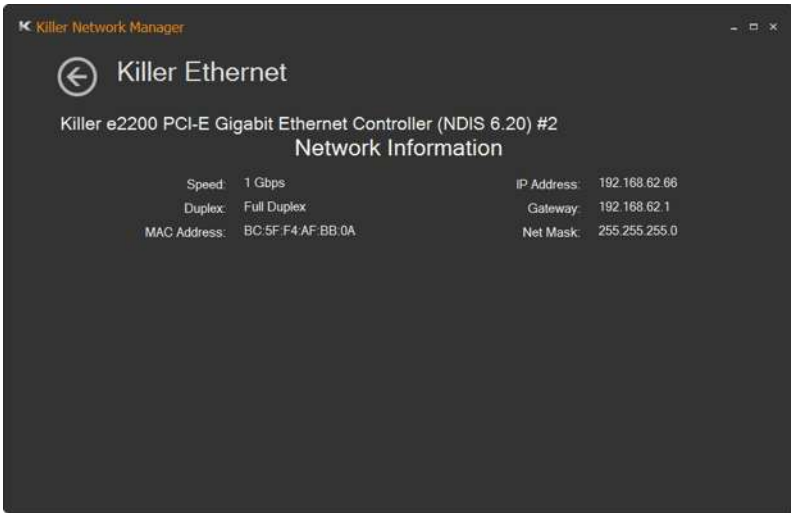 Killer Network Manager
Killer Ethernet
Killer e2200 PCI-E Gigabit Ethernet Controller (NDIS 6.20) #2
Network Information
Speed: 1 Gbps IP Address: 192.168.62.66
Duplex: Full Duplex Gateway: 192.168.62.1
MAC Address: BC:5F:F4:AF:BB:0A Net Mask: 255.255.255.0